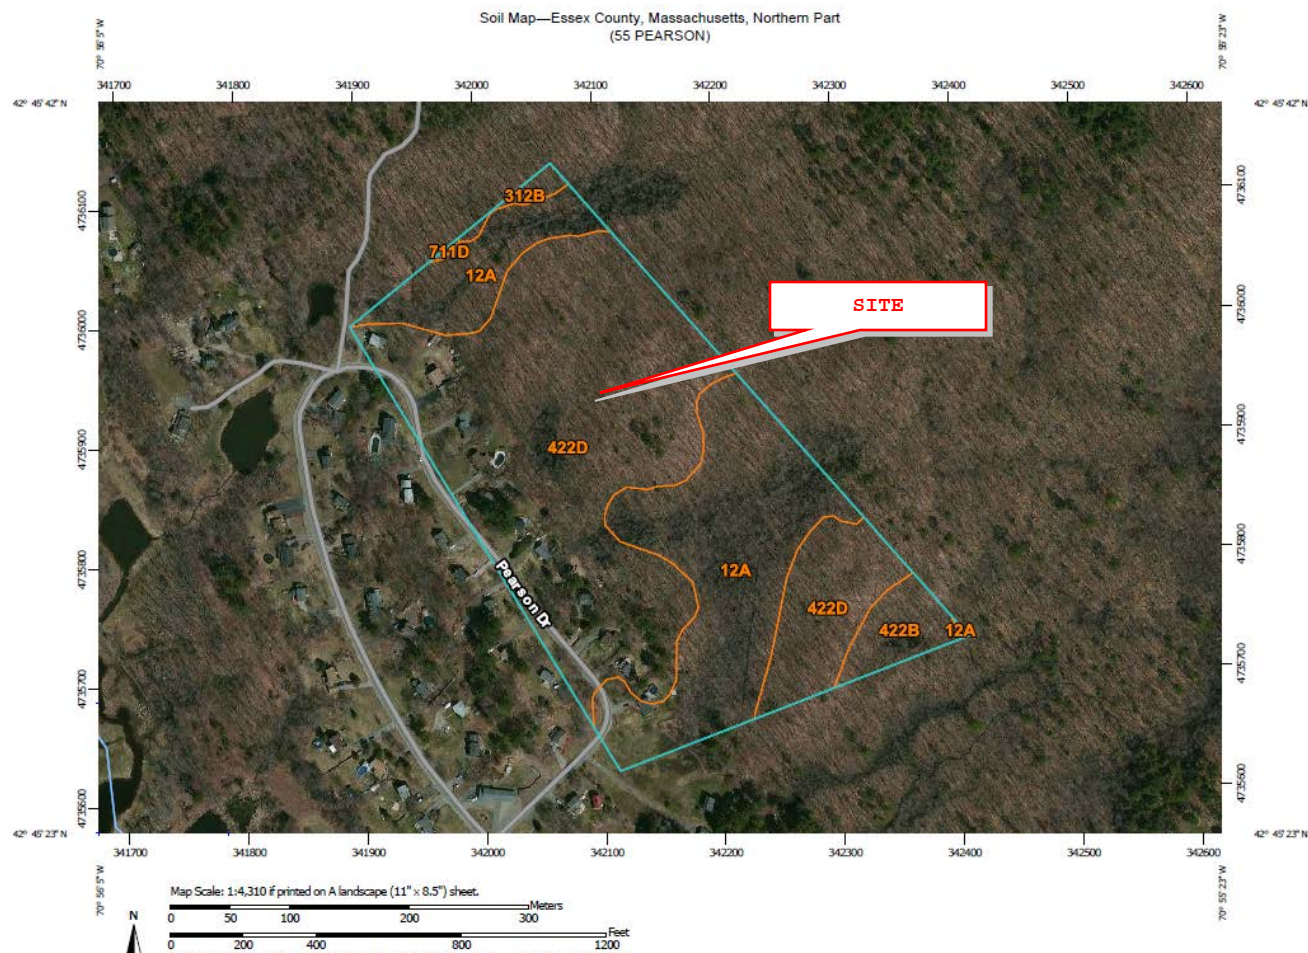 Soil Map—Essex County, Massachusetts, Northern Part
(55 PEARSON)
70° 56' 5" W
70° 55' 23" W
341700 341800 341900 342000 342100 342200 342300 342400 342500 342600
42° 45' 42" N
42° 45' 42" N
4736100
4736000
4735900
4735800
4735700
4735600
312B
711D
12A
SITE
422D
12A
Pearson Dr
422D
422B
12A
4736100
4736000
4735900
4735800
4735700
4735600
42° 45' 23" N
42° 45' 23" N
341700 341800 341900 342000 342100 342200 342300 342400 342500 342600
70° 56' 5" W
70° 55' 23" W
Map Scale: 1:4,310 if printed on A landscape (11" x 8.5") sheet.
N
Meters
0 50 100 200 300
Feet
0 200 400 800 1200